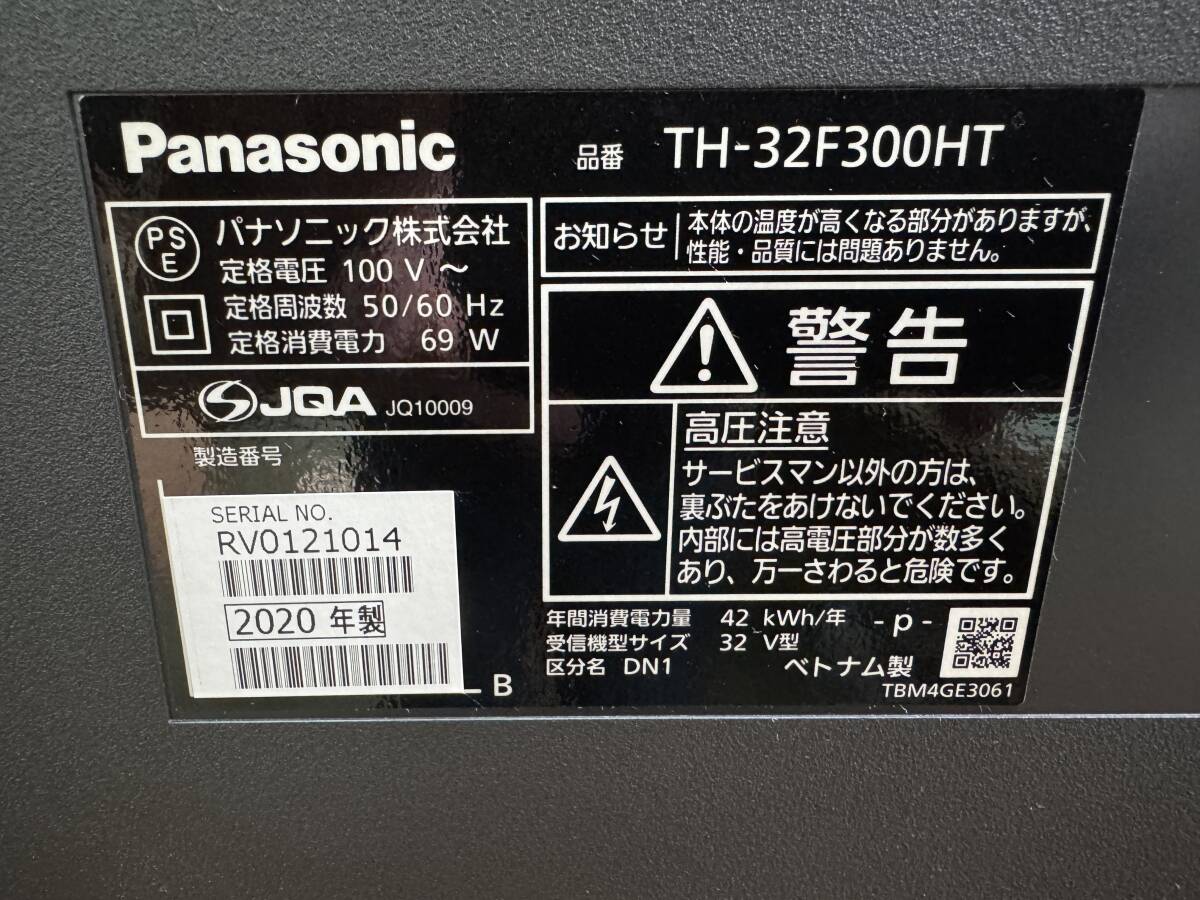 Panasonic
品番 TH-32F300HT
PS
E
パナソニック株式会社
定格電圧 100 V ～
定格周波数 50/60 Hz
定格消費電力 69 W
JQA JQ10009
製造番号
SERIAL NO.
RV0121014
2020 年製
B
お知らせ
本体の温度が高くなる部分がありますが、
性能・品質には問題ありません。
警告
高圧注意
サービスマン以外の方は、
裏ぶたをあけないでください。
内部には高電圧部分が数多く
あり、万一さわると危険です。
年間消費電力量 42 kWh/年 - p -
受信機型サイズ 32 V型
区分名 DN1 ベトナム製
TBM4GE3061